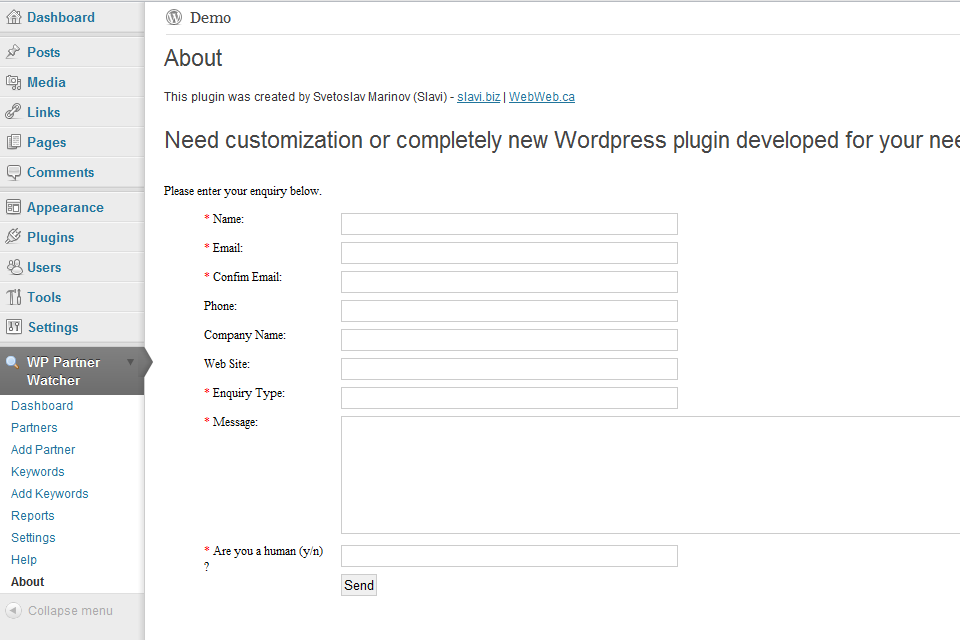 Dashboard
Posts
Media
Links
Pages
Comments
Appearance
Plugins
Users
Tools
Settings
WP Partner
Watcher
Dashboard
Partners
Add Partner
Keywords
Add Keywords
Reports
Settings
Help
About
Collapse menu
Demo
About
This plugin was created by Svetoslav Marinov (Slavi) - slavi.biz | WebWeb.ca
Need customization or completely new Wordpress plugin developed for your nee
Please enter your enquiry below.
* Name:
* Email:
* Confim Email:
Phone:
Company Name:
Web Site:
* Enquiry Type:
* Message:
* Are you a human (y/n)
?
Send